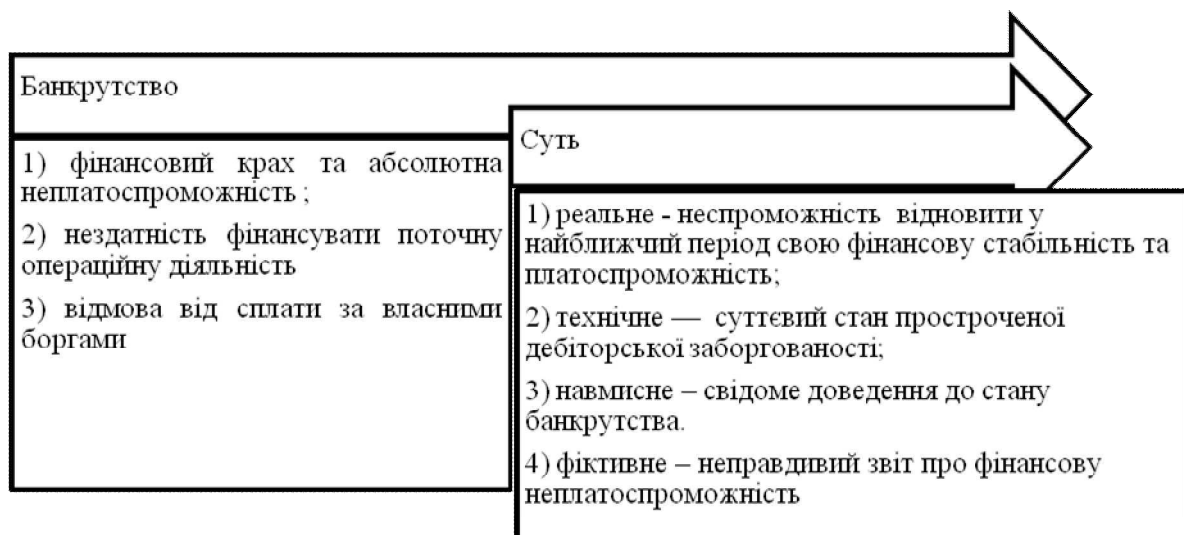 Банкрутство
1) фінансовий крах та абсолютна
неплатоспроможність ;
2) нездатність фінансувати поточну
операційну діяльність
3) відмова від сплати за власними
боргами
Суть
1) реальне - неспроможність відновити у
найближчий період свою фінансову стабільність та
платоспроможність;
2) технічне — суттєвий стан простроченої
дебіторської заборгованості;
3) навмисне – свідоме доведення до стану
банкрутства.
4) фіктивне – неправдивий звіт про фінансову
неплатоспроможність